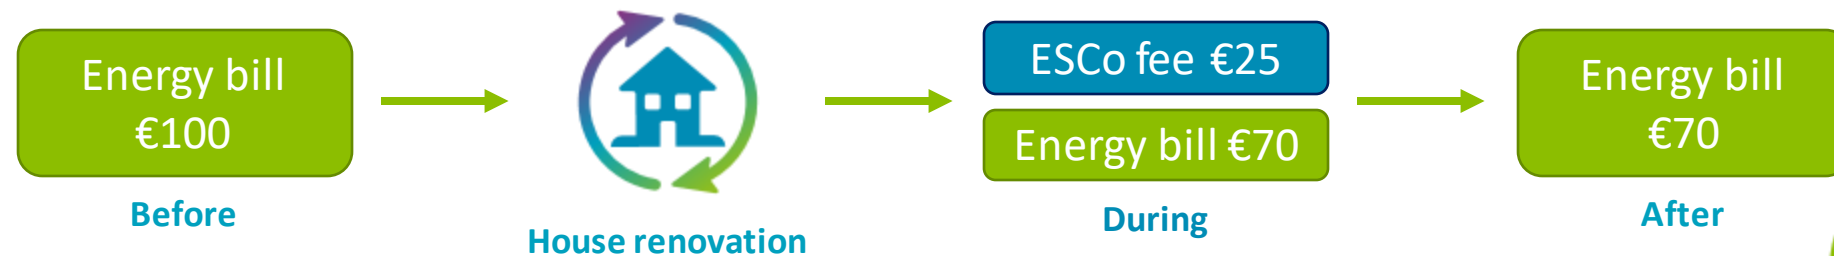 Energy bill
€100
Before
House renovation
ESCo fee €25
Energy bill €70
During
Energy bill
€70
After